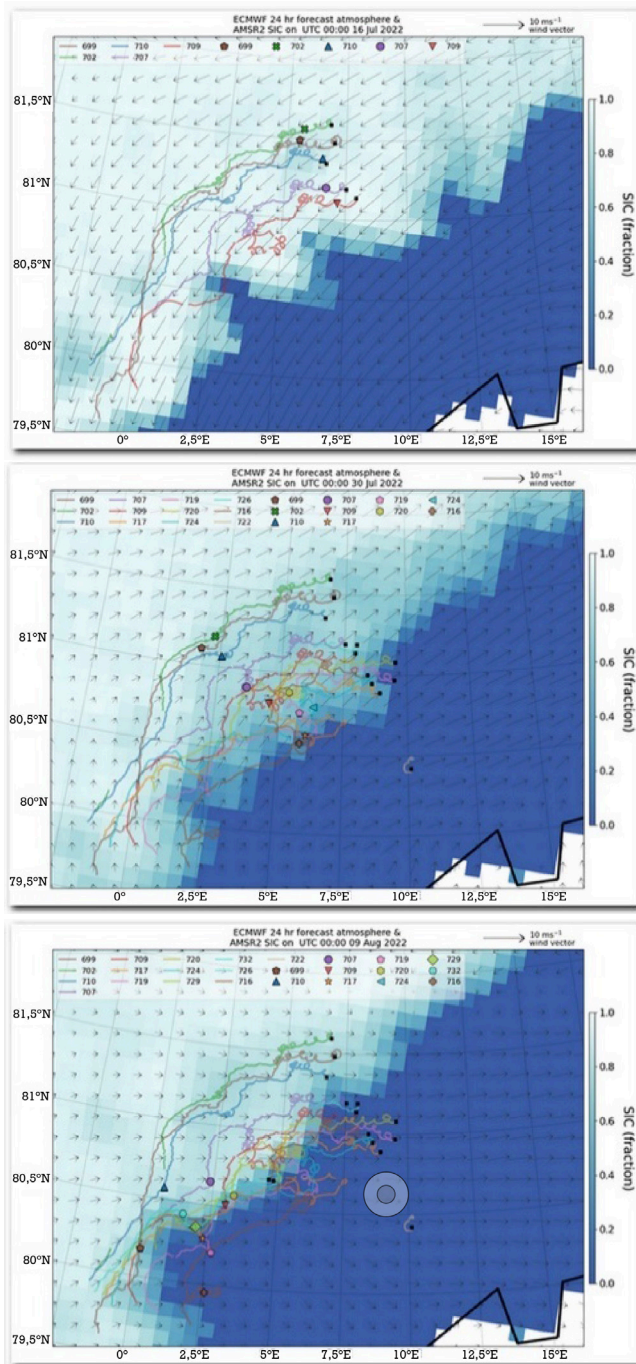 ECMWF 24 hr forecast atmosphere &
AMSR2 SIC on UTC 00:00 16 Jul 2022
10 ms⁻¹
wind vector
699 710 709 699 702 710 707 709
702 707
81,5°N
81°N
80,5°N
80°N
79,5°N
0° 2,5°E 5°E 7,5°E 10°E 12,5°E 15°E
1.0
0.8
0.6
0.4
0.2
0.0
SIC (fraction)
ECMWF 24 hr forecast atmosphere &
AMSR2 SIC on UTC 00:00 30 Jul 2022
10 ms⁻¹
wind vector
699 707 719 726 699 707 719 724
702 709 720 716 702 709 720 716
710 717 724 722 710 717
81,5°N
81°N
80,5°N
80°N
79,5°N
0° 2,5°E 5°E 7,5°E 10°E 12,5°E 15°E
1.0
0.8
0.6
0.4
0.2
0.0
SIC (fraction)
ECMWF 24 hr forecast atmosphere &
AMSR2 SIC on UTC 00:00 09 Aug 2022
10 ms⁻¹
wind vector
699 709 720 732 722 707 719 729
702 717 724 726 699 709 720 732
710 719 729 716 710 717 724 716
707
81,5°N
81°N
80,5°N
80°N
79,5°N
0° 2,5°E 5°E 7,5°E 10°E 12,5°E 15°E
1.0
0.8
0.6
0.4
0.2
0.0
SIC (fraction)